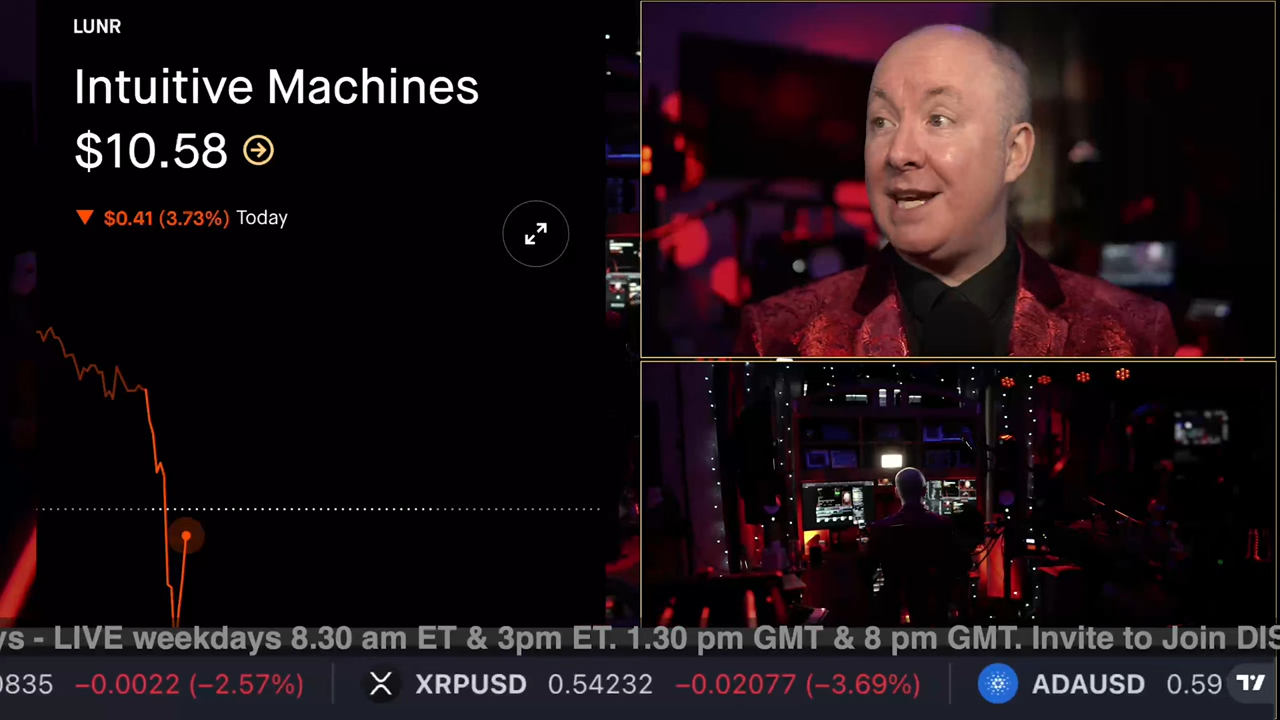 LUNR
Intuitive Machines
$10.58
$0.41 (3.73%) Today
- LIVE weekdays 8.30 am ET & 3pm ET. 1.30 pm GMT & 8 pm GMT. Invite to Join
0835 −0.0022 (−2.57%) XRPUSD 0.54232 −0.02077 (−3.69%) ADAUSD 0.59